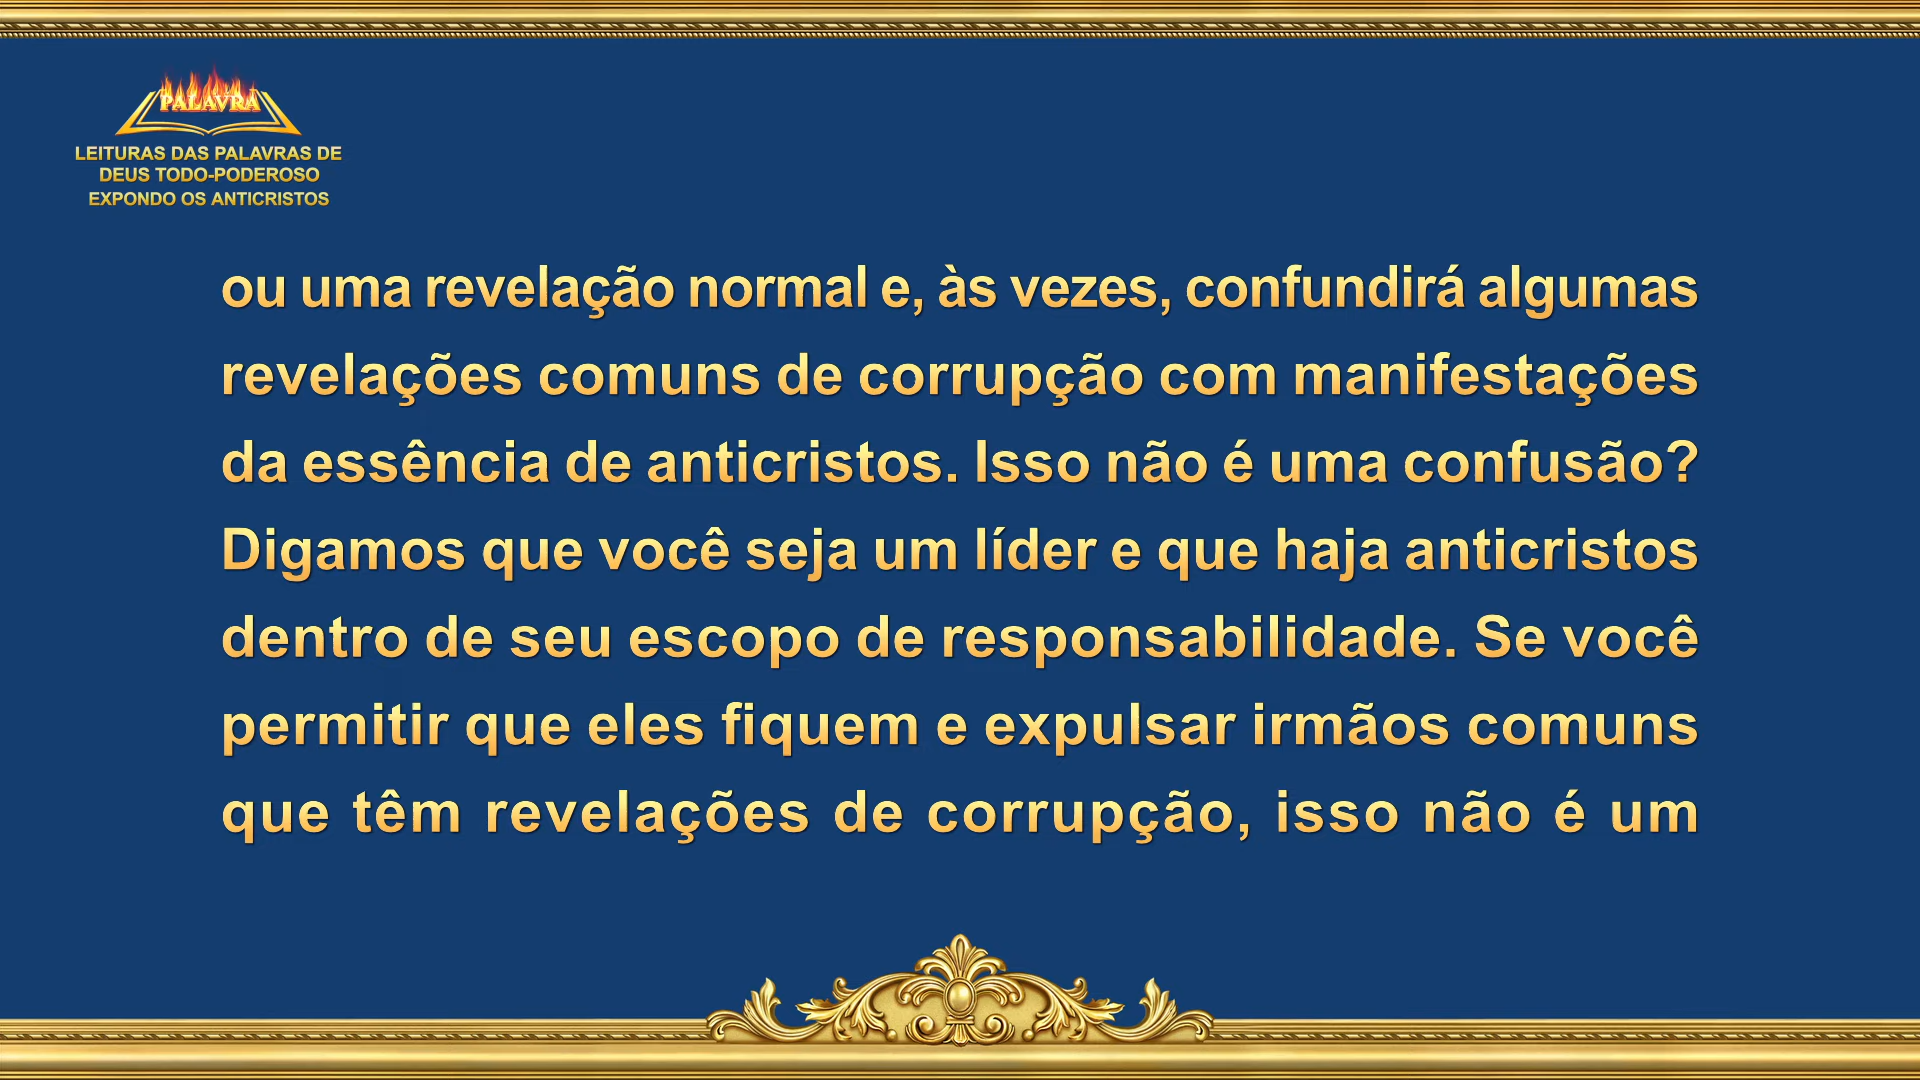 PALAVRA
LEITURAS DAS PALAVRAS DE
DEUS TODO-PODEROSO
EXPONDO OS ANTICRISTOS
ou uma revelação normal e, às vezes, confundirá algumas
revelações comuns de corrupção com manifestações
da essência de anticristos. Isso não é uma confusão?
Digamos que você seja um líder e que haja anticristos
dentro de seu escopo de responsabilidade. Se você
permitir que eles fiquem e expulsar irmãos comuns
que têm revelações de corrupção, isso não é um